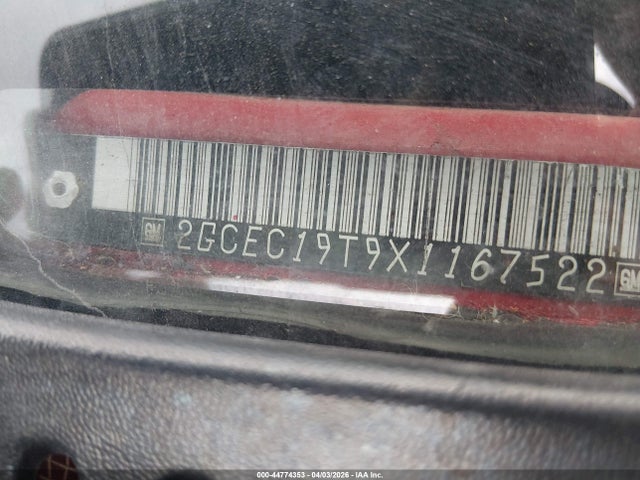 GM 2GCEC19T9X1167522 GM
000-44774353 | 04/03/2026 - IAA Inc.